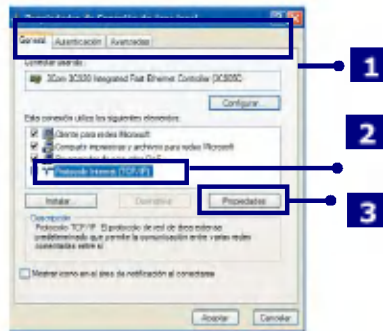 General Autenticación Avanzadas
Conectar usando:
3Com 3C920 Integrated Fast Ethernet Controller (3C905C-
Configurar...
Esta conexión utiliza los siguientes elementos:
Cliente para redes Microsoft
Compartir impresoras y archivos para redes Microsoft
Protocolo Internet (TCP/IP)
Instalar... Desinstalar Propiedades
Descripción
Protocolo TCP/IP. El protocolo de red de área extensa
predeterminado que permite la comunicación entre varias redes
conectadas entre sí.
Mostrar icono en el área de notificación al conectarse
Aceptar Cancelar
1
2
3